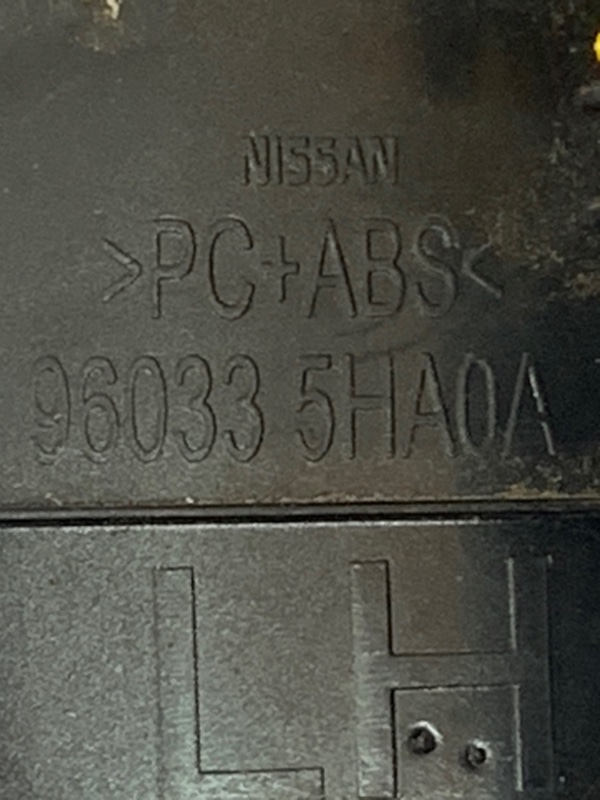 NISSAN
>PC+ABS<
96033 5HA0A
LH